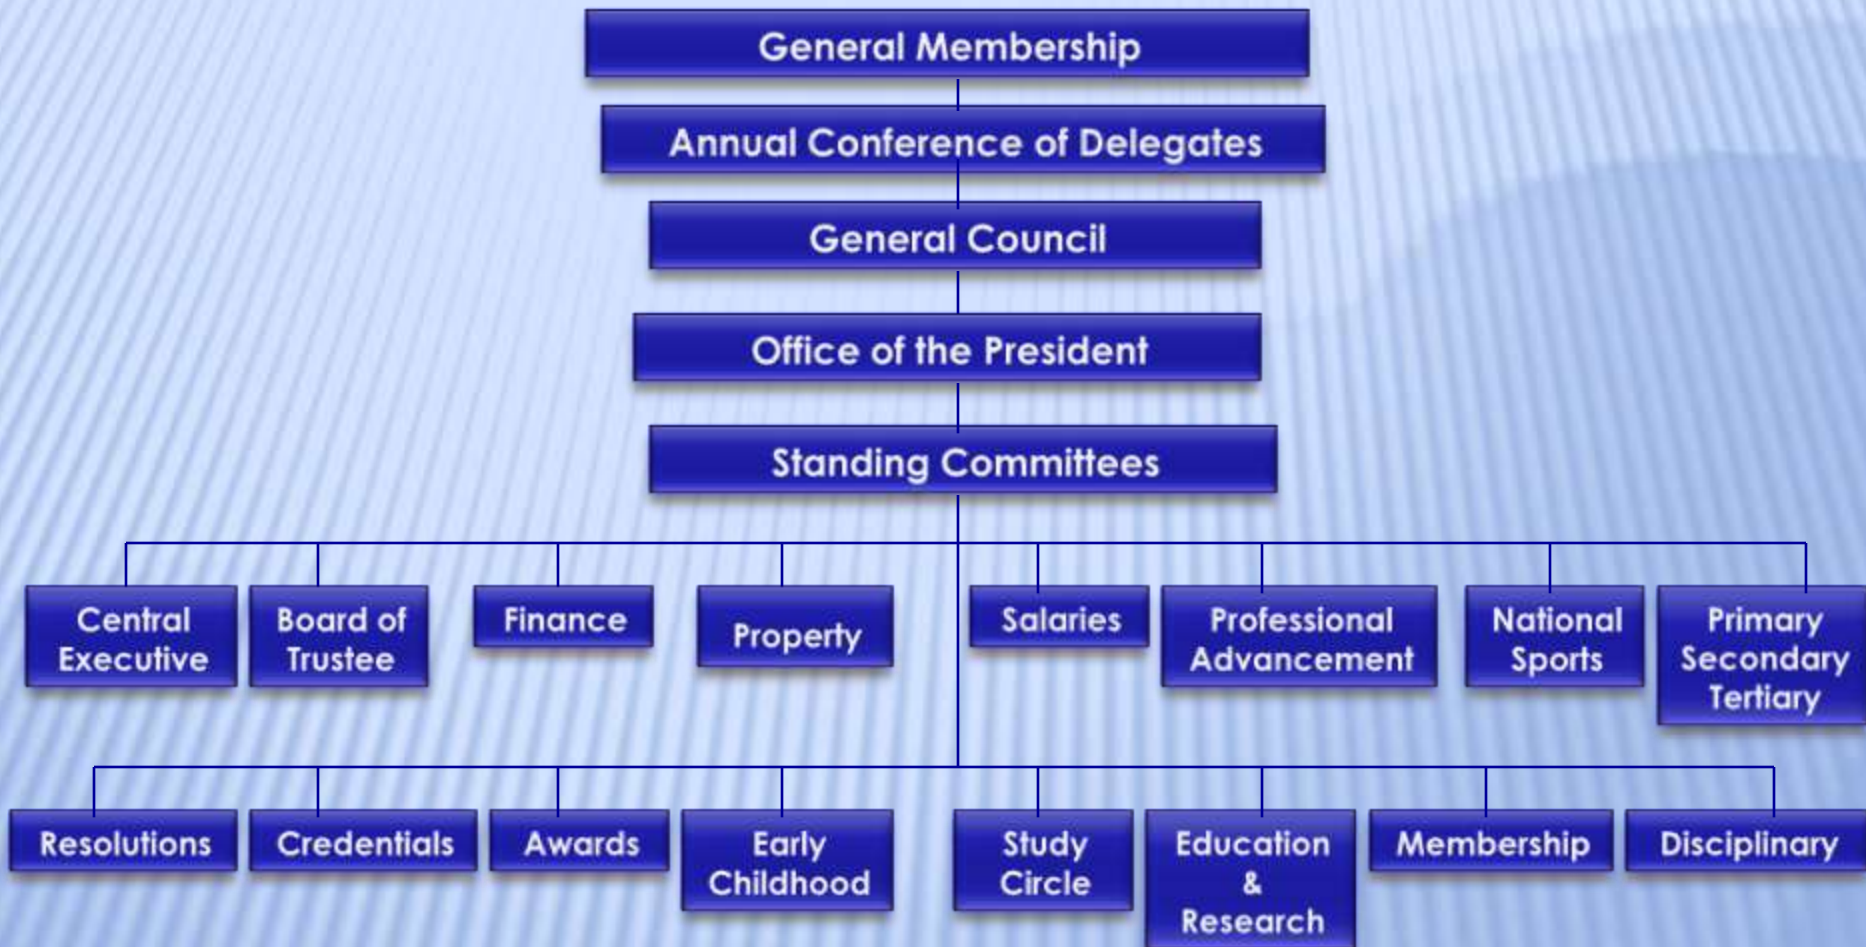 General Membership
Annual Conference of Delegates
General Council
Office of the President
Standing Committees
Central
Executive
Board of
Trustee
Finance
Property
Salaries
Professional
Advancement
National
Sports
Primary
Secondary
Tertiary
Resolutions
Credentials
Awards
Early
Childhood
Study
Circle
Education
&
Research
Membership
Disciplinary